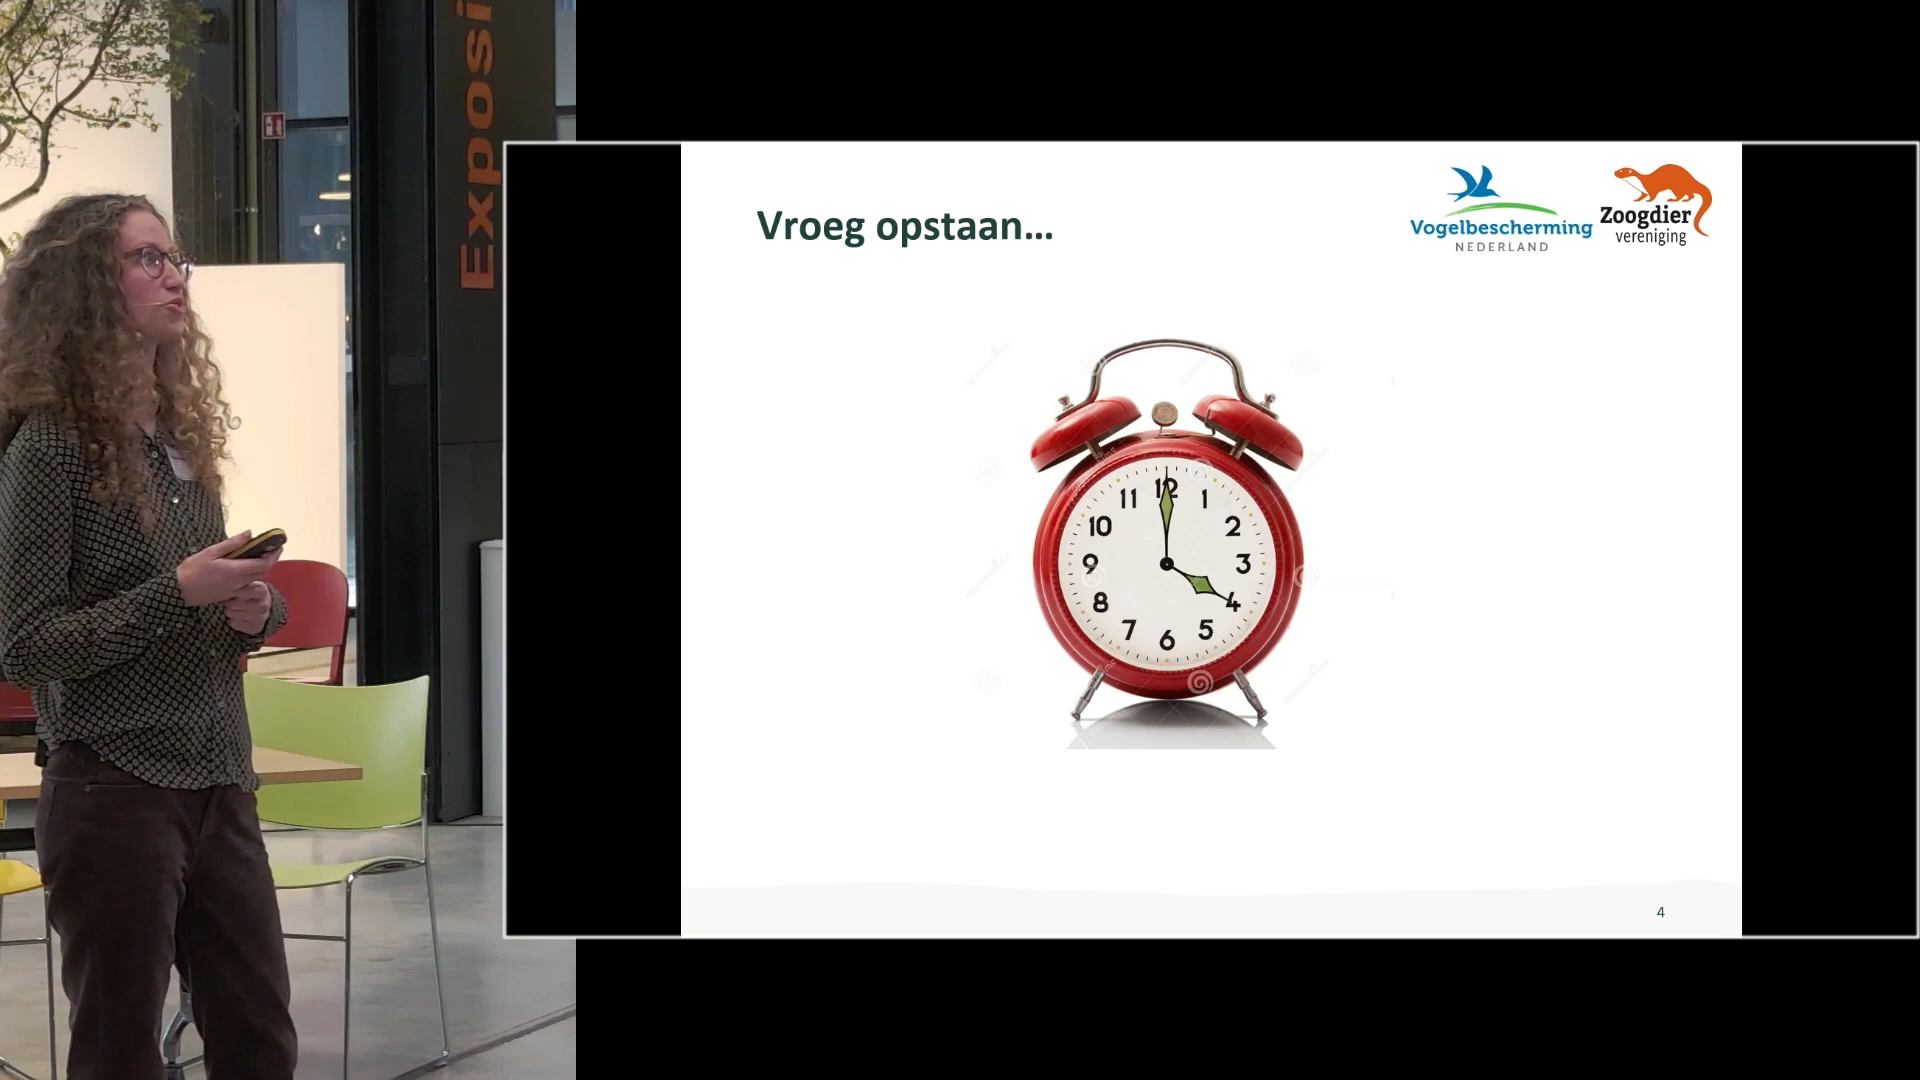 Exposi
Vroeg opstaan...
Vogelbescherming
NEDERLAND
Zoogdier
vereniging
12
1
2
3
4
5
6
7
8
9
10
11
4